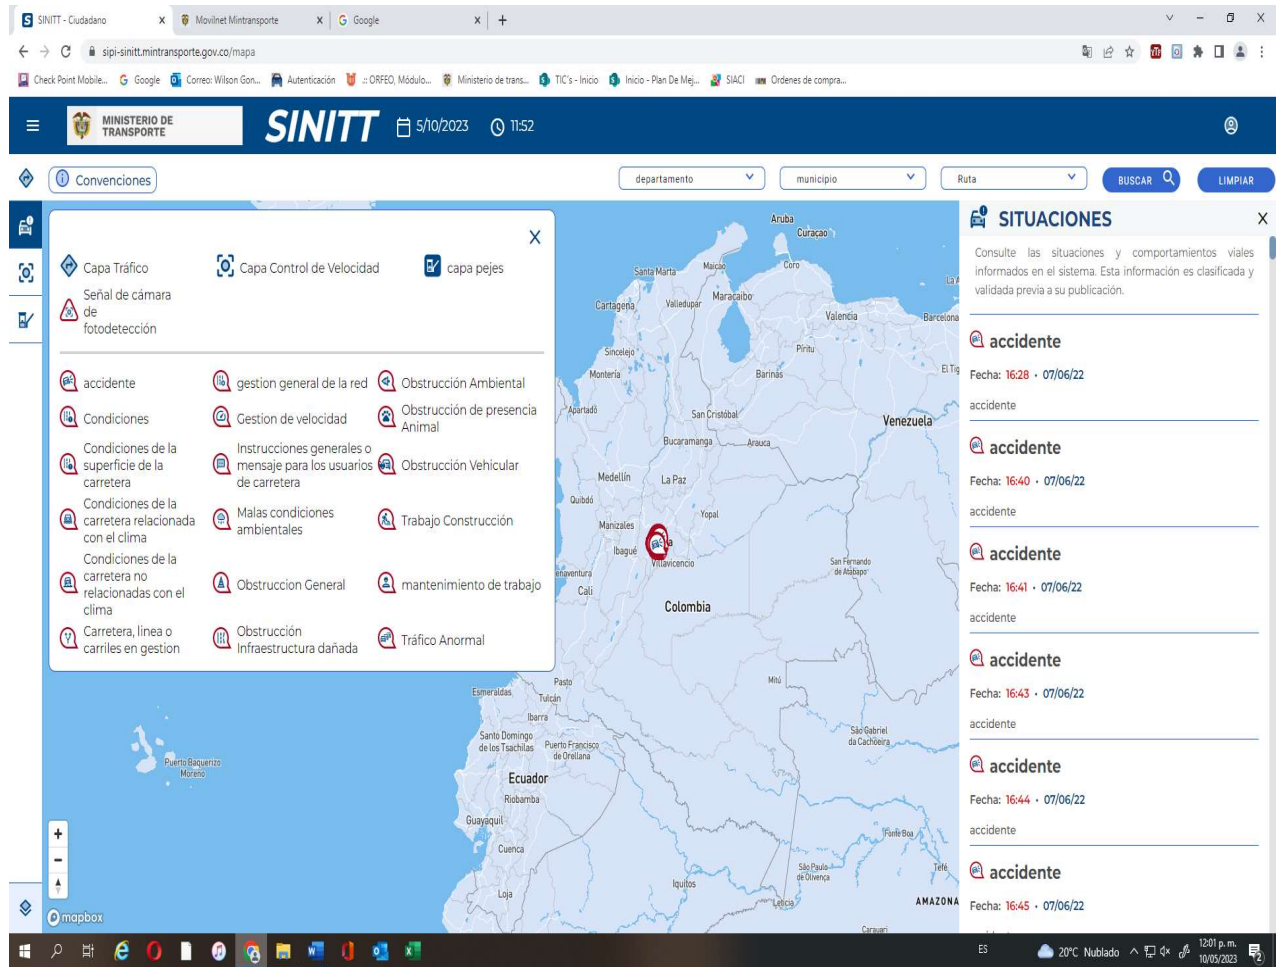 SINITT - Ciudadano
Movilnet Mintransporte
Google
sipi-sinitt.mintransporte.gov.co/mapa
Check Point Mobile...
Google
Correo: Wilson Gon...
Autenticación
.:: ORFEO, Módulo...
Ministerio de trans...
TIC's - Inicio
Inicio - Plan De Mej...
SIACI
Ordenes de compra...
MINISTERIO DE
TRANSPORTE
SINITT
5/10/2023
11:52
Convenciones
departamento
municipio
Ruta
BUSCAR
LIMPIAR
X
Capa Tráfico
Capa Control de Velocidad
capa pejes
Señal de cámara
de
fotodetección
accidente
gestion general de la red
Obstrucción Ambiental
Condiciones
Gestion de velocidad
Obstrucción de presencia
Animal
Condiciones de la
superficie de la
carretera
Instrucciones generales o
mensaje para los usuarios
de carretera
Obstrucción Vehicular
Condiciones de la
carretera relacionada
con el clima
Malas condiciones
ambientales
Trabajo Construcción
Condiciones de la
carretera no
relacionadas con el
clima
Obstruccion General
mantenimiento de trabajo
Carretera, linea o
carriles en gestion
Obstrucción
Infraestructura dañada
Tráfico Anormal
Aruba
Curaçao
Santa Marta
Maicao
Coro
Cartagena
Valledupar
Maracaibo
Valencia
Barcelona
Sincelejo
Píritu
Montería
Barinas
El Tig
Apartadó
San Cristóbal
Venezuela
Bucaramanga
Arauca
Medellín
La Paz
Quibdó
Yopal
Manizales
Ibagué
Villavicencio
San Fernando
de Atabapo
enaventura
Cali
Colombia
Pasto
Mitú
Esmeraldas
Tulcán
Ibarra
Santo Domingo
de los Tsachilas
Puerto Francisco
de Orellana
São Gabriel
da Cachoeira
Puerto Baquerizo
Moreno
Ecuador
Riobamba
Guayaquil
Fonte Boa
Cuenca
São Paulo
de Olivença
Tefé
Iquitos
Loja
Leticia
AMAZONA
Carauari
mapbox
SITUACIONES
X
Consulte las situaciones y comportamientos viales
informados en el sistema. Esta información es clasificada y
validada previa a su publicación.
accidente
Fecha: 16:28 • 07/06/22
accidente
accidente
Fecha: 16:40 • 07/06/22
accidente
accidente
Fecha: 16:41 • 07/06/22
accidente
accidente
Fecha: 16:43 • 07/06/22
accidente
accidente
Fecha: 16:44 • 07/06/22
accidente
accidente
Fecha: 16:45 • 07/06/22
ES
20°C Nublado
12:01 p. m.
10/05/2023